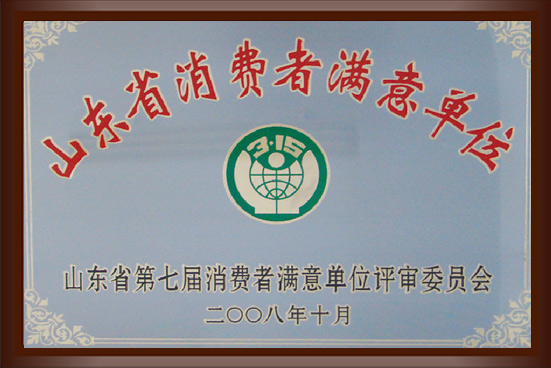 山东省消费者满意单位
3·15
山东省第七届消费者满意单位评审委员会
二〇〇八年十月